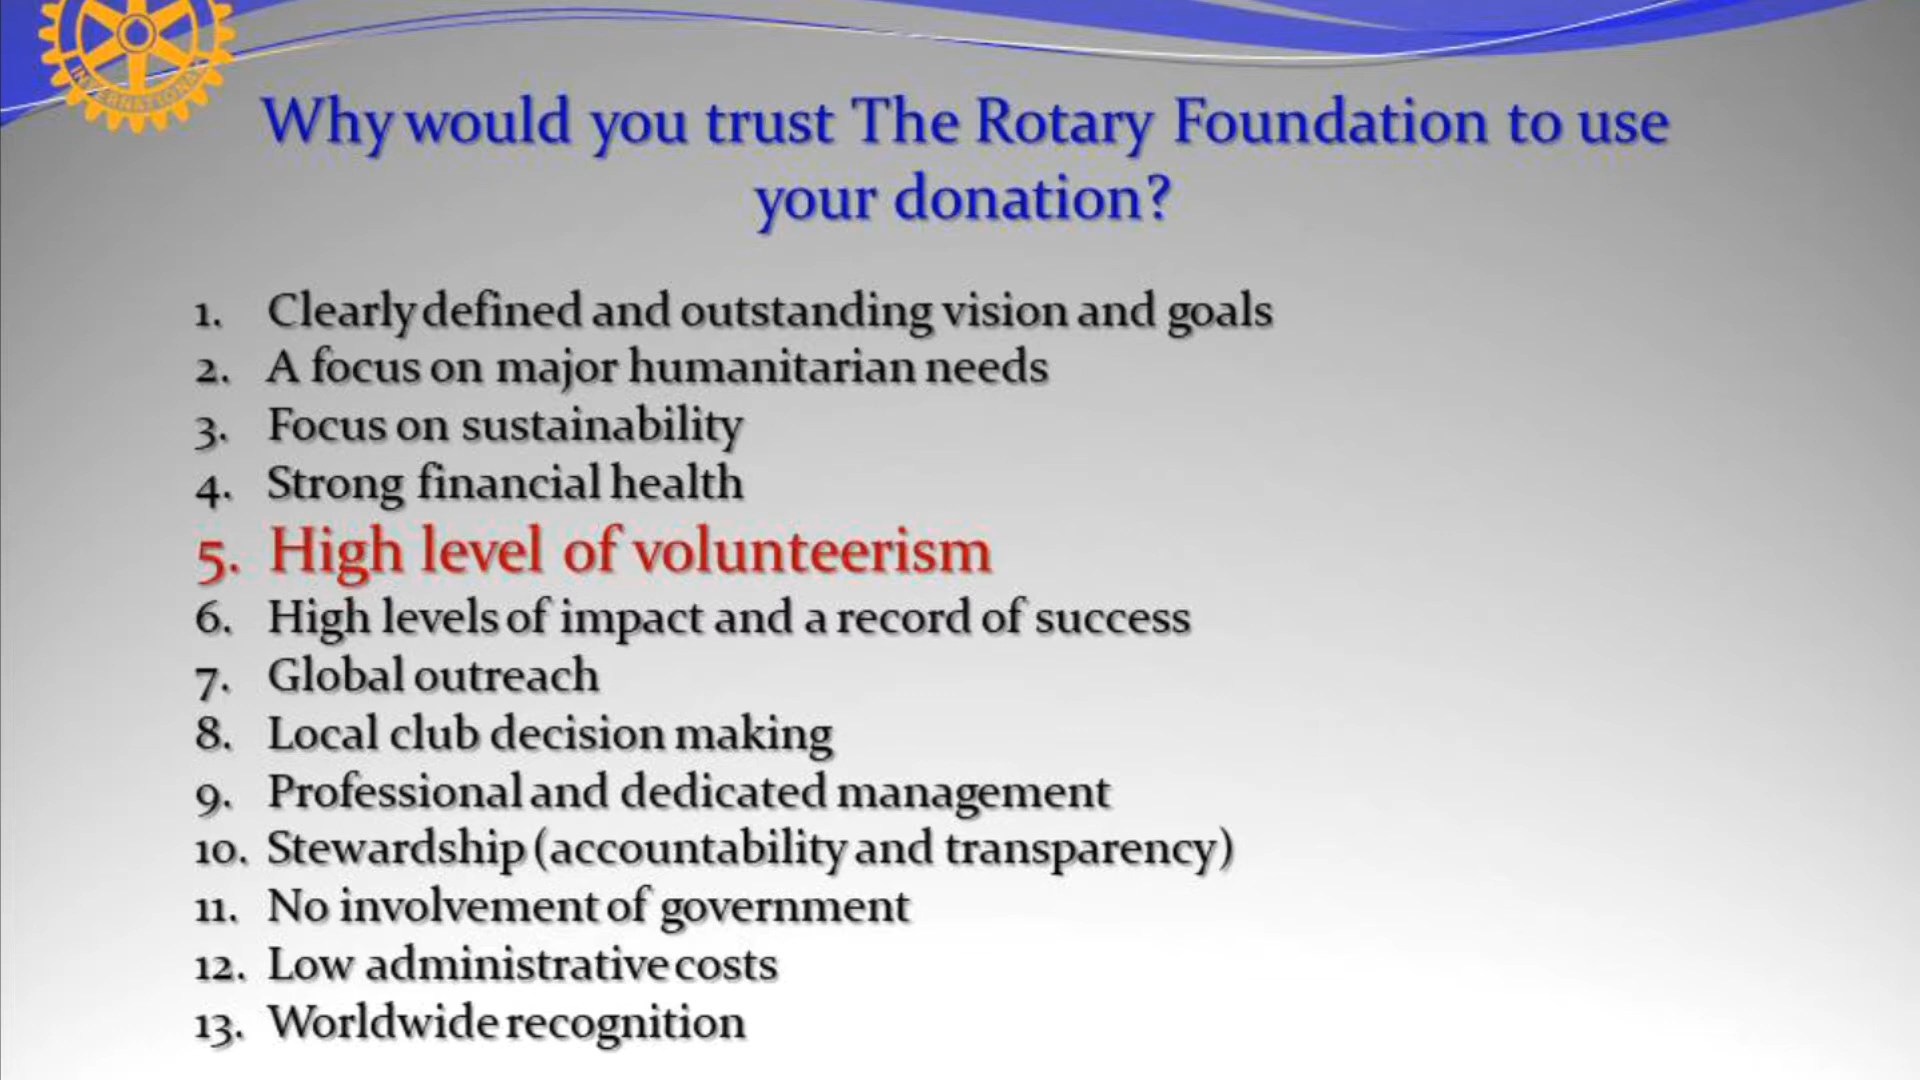 INTERNATIONAL
Why would you trust The Rotary Foundation to use
your donation?
1. Clearly defined and outstanding vision and goals
2. A focus on major humanitarian needs
3. Focus on sustainability
4. Strong financial health
5. High level of volunteerism
6. High levels of impact and a record of success
7. Global outreach
8. Local club decision making
9. Professional and dedicated management
10. Stewardship (accountability and transparency)
11. No involvement of government
12. Low administrative costs
13. Worldwide recognition